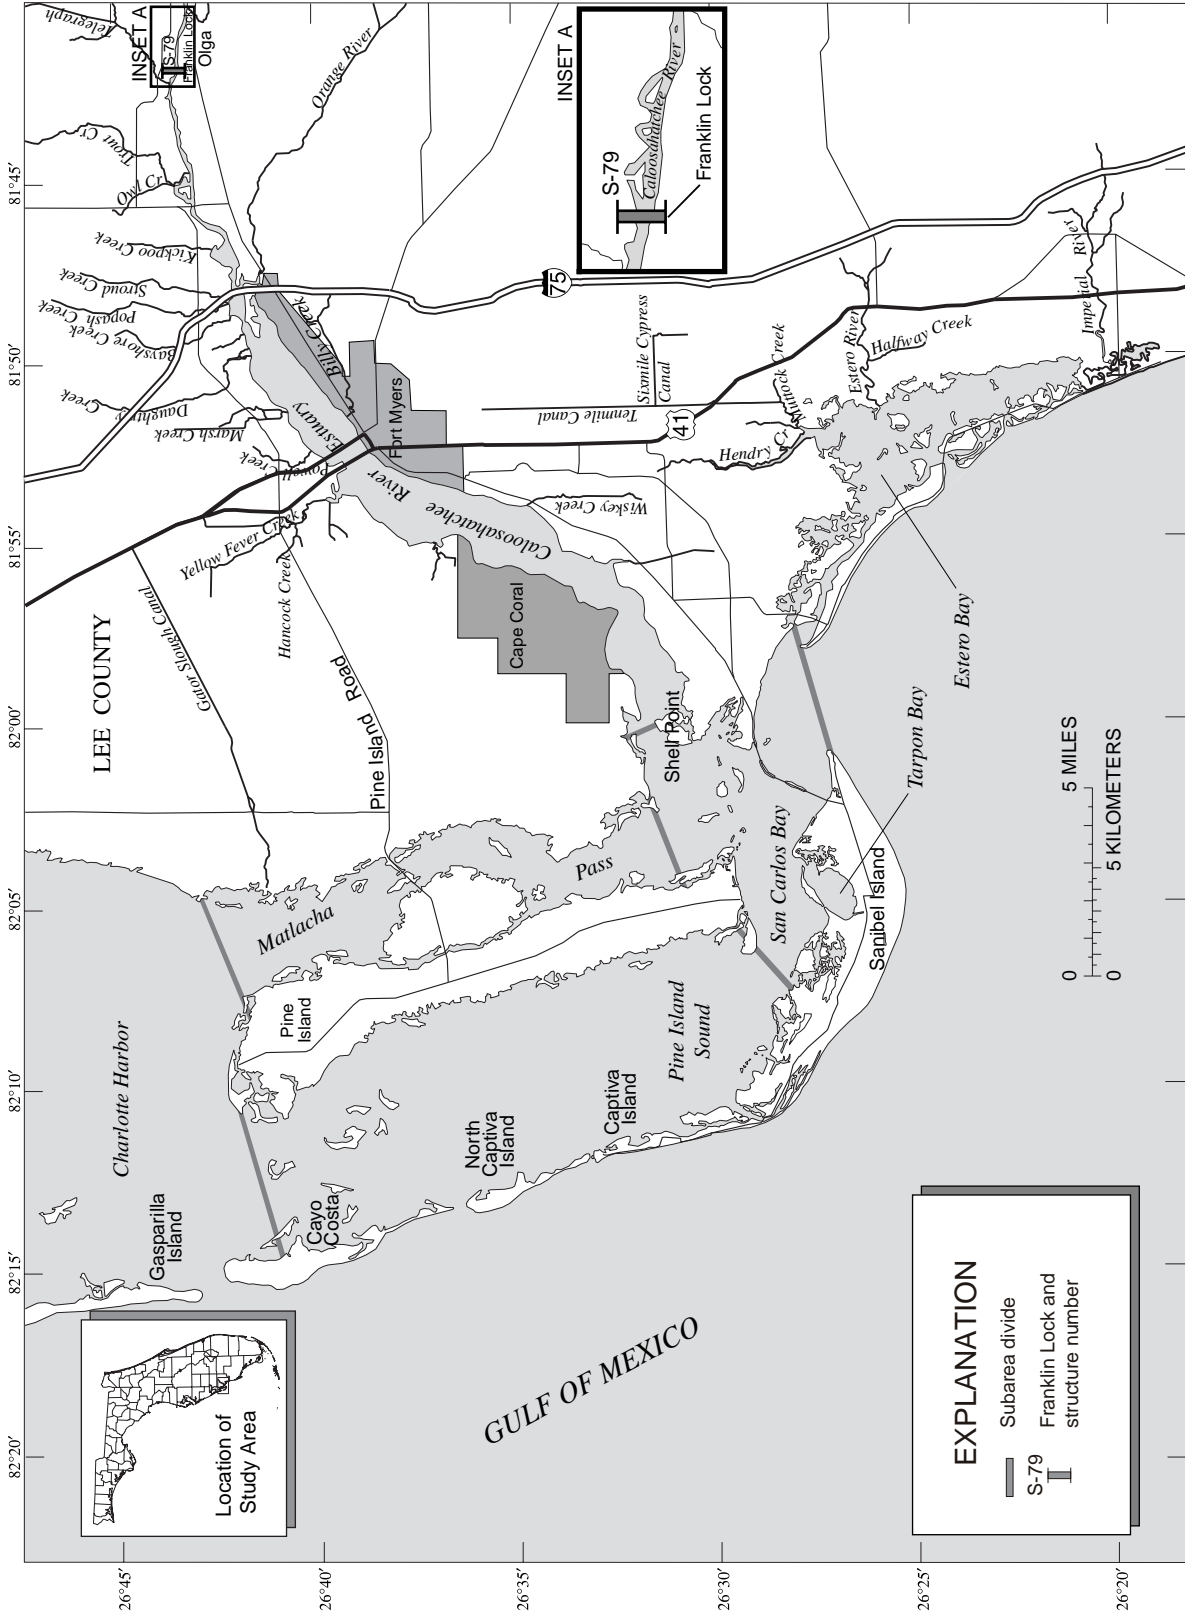 82°20′
82°15′
82°10′
82°05′
82°00′
81°55′
81°50′
81°45′
26°45′
26°40′
26°35′
26°30′
26°25′
26°20′
Location of
Study Area
Gasparilla
Island
Charlotte Harbor
Cayo
Costa
North
Captiva
Island
Captiva
Island
Pine Island
Sound
Pine
Island
Matlacha
Pass
LEE COUNTY
Gator Slough Canal
Pine Island Road
Yellow Fever Creek
Hancock Creek
Powell Creek
Marsh Creek
Daughtrey
Creek
Bayshore Creek
Popash Creek
Stroud Creek
Kickpoo Creek
Owl Cr
Trout Cr
Telegraph
INSET A
S-79
Franklin Lock
Olga
Orange River
Billy Creek
Fort Myers
Caloosahatchee
River
Estuary
Cape Coral
Shell Point
Wiskey Creek
San Carlos Bay
Sanibel Island
Tarpon Bay
Estero Bay
Hendry Cr
Mullock Creek
Tenmile Canal
Sixmile Cypress
Canal
Estero River
Halfway Creek
Imperial River
41
75
INSET A
S-79
Caloosahatchee River
Franklin Lock
GULF OF MEXICO
0 5 MILES
0 5 KILOMETERS
EXPLANATION
Subarea divide
S-79
Franklin Lock and
structure number